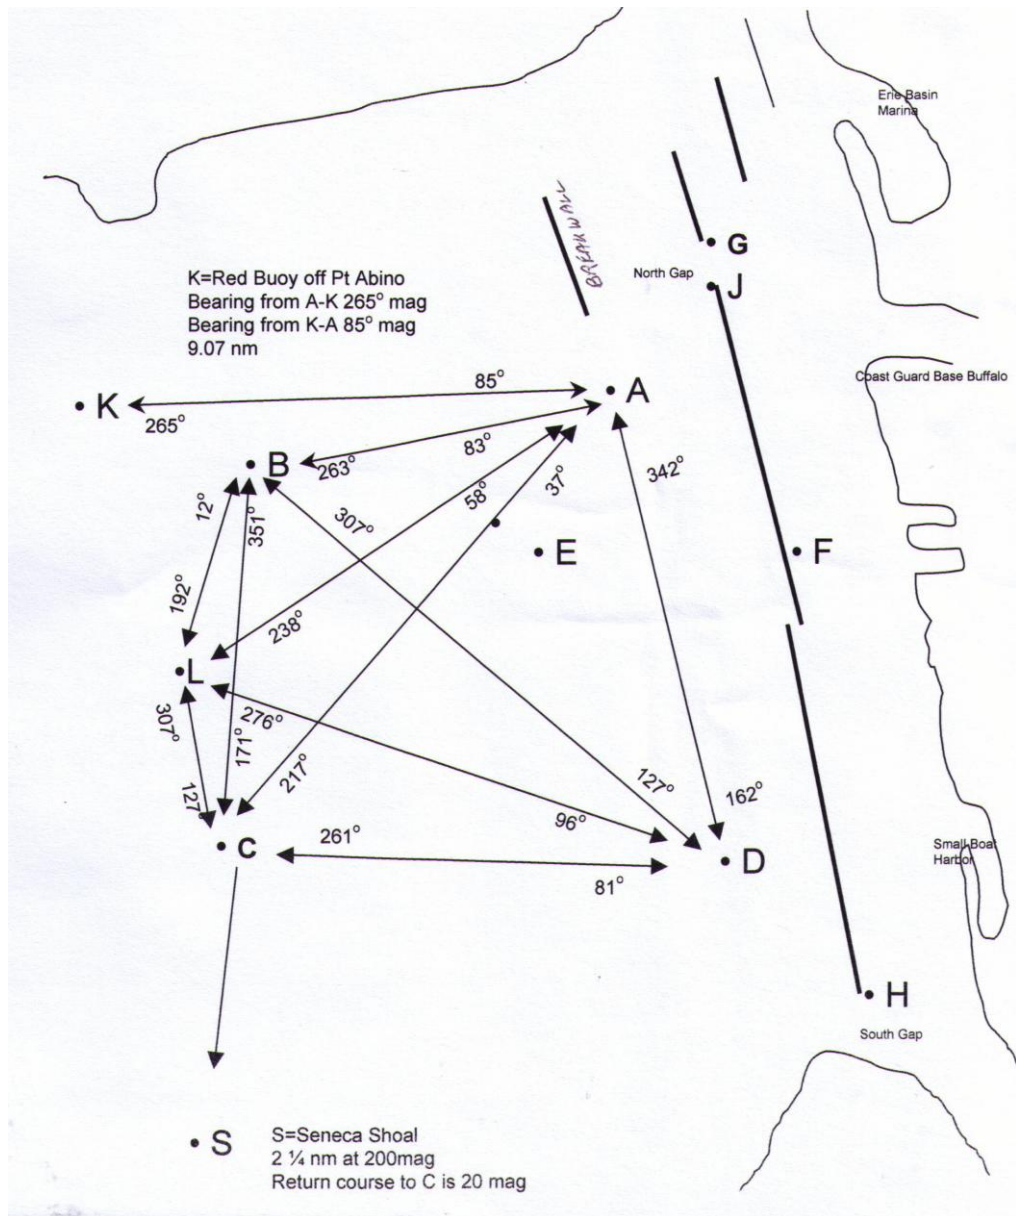 Erie Basin
Marina
BREAKWALL
G
North Gap
J
K=Red Buoy off Pt Abino
Bearing from A-K 265° mag
Bearing from K-A 85° mag
9.07 nm
Coast Guard Base Buffalo
85°
A
K
265°
B
263°
83°
342°
12°
351°
307°
58°
37°
E
F
192°
238°
L
276°
307°
171°
217°
127°
127°
162°
96°
261°
C
81°
D
Small Boat
Harbor
H
South Gap
S
S=Seneca Shoal
2 ¼ nm at 200mag
Return course to C is 20 mag